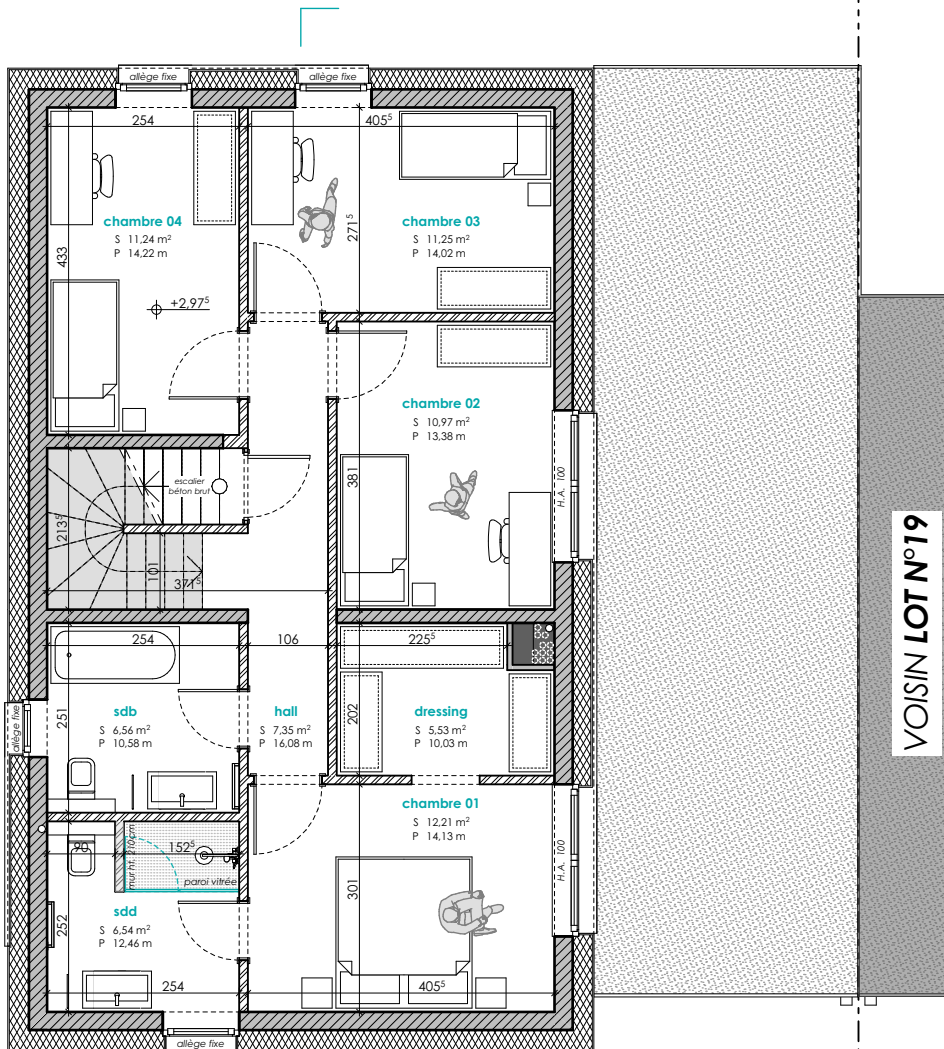 allège fixe
allège fixe
254
405⁵
chambre 04
S 11,24 m²
P 14,22 m
chambre 03
S 11,25 m²
P 14,02 m
433
271⁵
+2,97⁵
chambre 02
S 10,97 m²
P 13,38 m
escalier
béton brut
381
H.A. 100
213⁵
101
371⁵
VOISIN LOT N°19
254
106
225⁵
251
202
allège fixe
sdb
S 6,56 m²
P 10,58 m
hall
S 7,35 m²
P 16,08 m
dressing
S 5,53 m²
P 10,03 m
chambre 01
S 12,21 m²
P 14,13 m
90
mur ht. 210cm
152⁵
paroi vitrée
H.A. 100
301
sdd
S 6,54 m²
P 12,46 m
252
254
405⁵
allège fixe